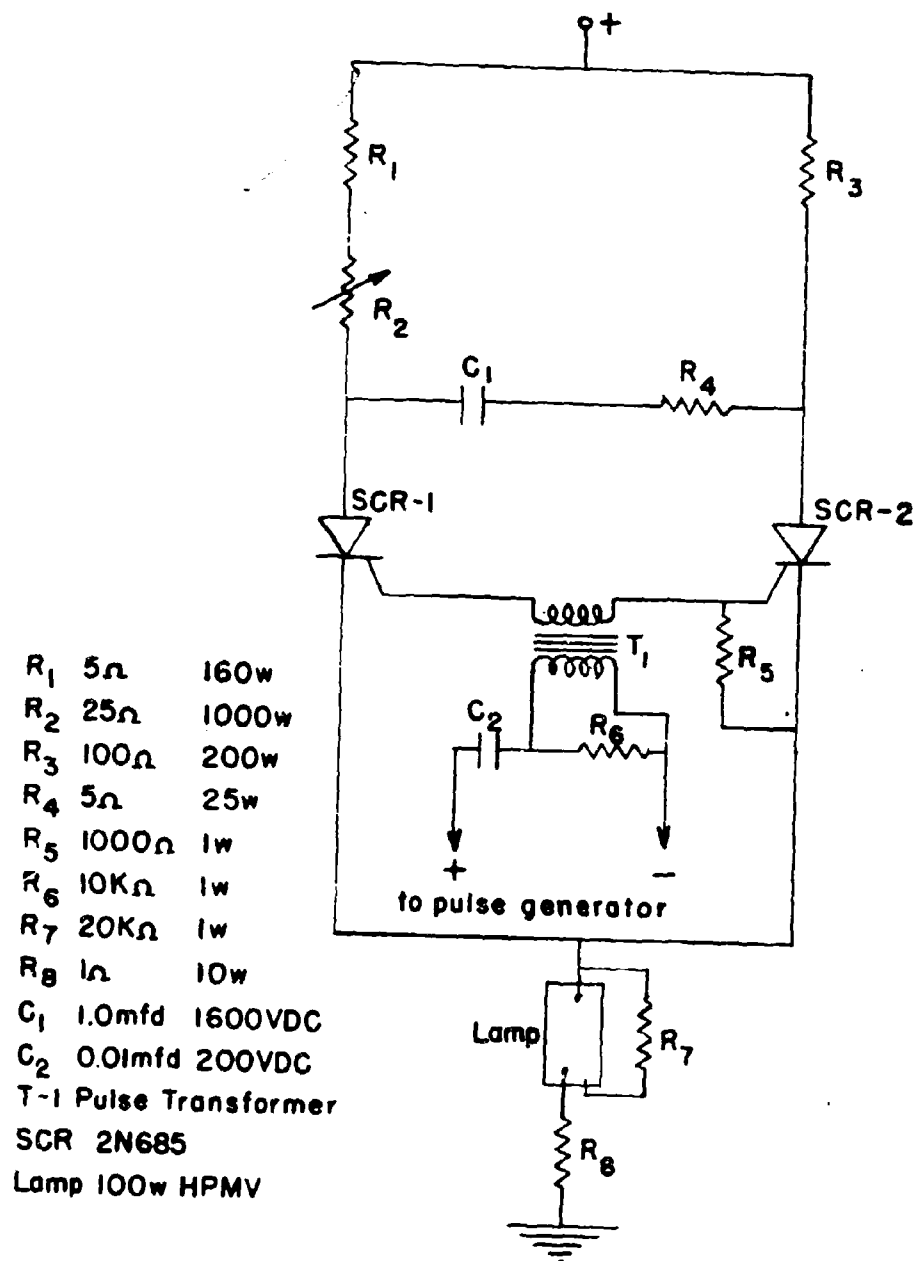 +
R1
R3
R2
C1
R4
SCR-1
SCR-2
T1
R5
C2
R6
+ −
to pulse generator
Lamp
R7
R8
R1 5Ω 160w
R2 25Ω 1000w
R3 100Ω 200w
R4 5Ω 25w
R5 1000Ω 1w
R6 10KΩ 1w
R7 20KΩ 1w
R8 1Ω 10w
C1 1.0mfd 1600VDC
C2 0.01mfd 200VDC
T-1 Pulse Transformer
SCR 2N685
Lamp 100w HPMV